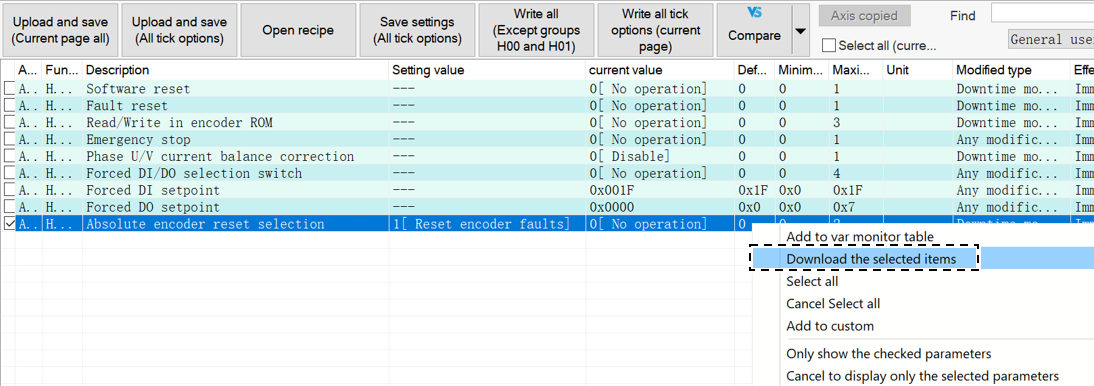 Upload and save
(Current page all)
Upload and save
(All tick options)
Open recipe
Save settings
(All tick options)
Write all
(Except groups
H00 and H01)
Write all tick
options (current
page)
VS
Compare
Axis copied
Select all (curre...
Find
General user
A... Fun... Description Setting value current value Def... Minim... Maxi... Unit Modified type Effe
A.. H... Software reset --- 0[ No operation] 0 0 1 Downtime mo... Imm
A.. H... Fault reset --- 0[ No operation] 0 0 1 Downtime mo... Imm
A.. H... Read/Write in encoder ROM --- 0[ No operation] 0 0 3 Downtime mo... Imm
A.. H... Emergency stop --- 0[ No operation] 0 0 1 Any modific... Imm
A.. H... Phase U/V current balance correction --- 0[ Disable] 0 0 1 Downtime mo... Imm
A.. H... Forced DI/DO selection switch --- 0[ No operation] 0 0 4 Any modific... Imm
A.. H... Forced DI setpoint --- 0x001F 0x1F 0x0 0x1F Any modific... Imm
A.. H... Forced DO setpoint --- 0x0000 0x0 0x0 0x7 Any modific... Imm
A.. H... Absolute encoder reset selection 1[ Reset encoder faults] 0[ No operation] 0
Add to var monitor table
Download the selected items
Select all
Cancel Select all
Add to custom
Only show the checked parameters
Cancel to display only the selected parameters